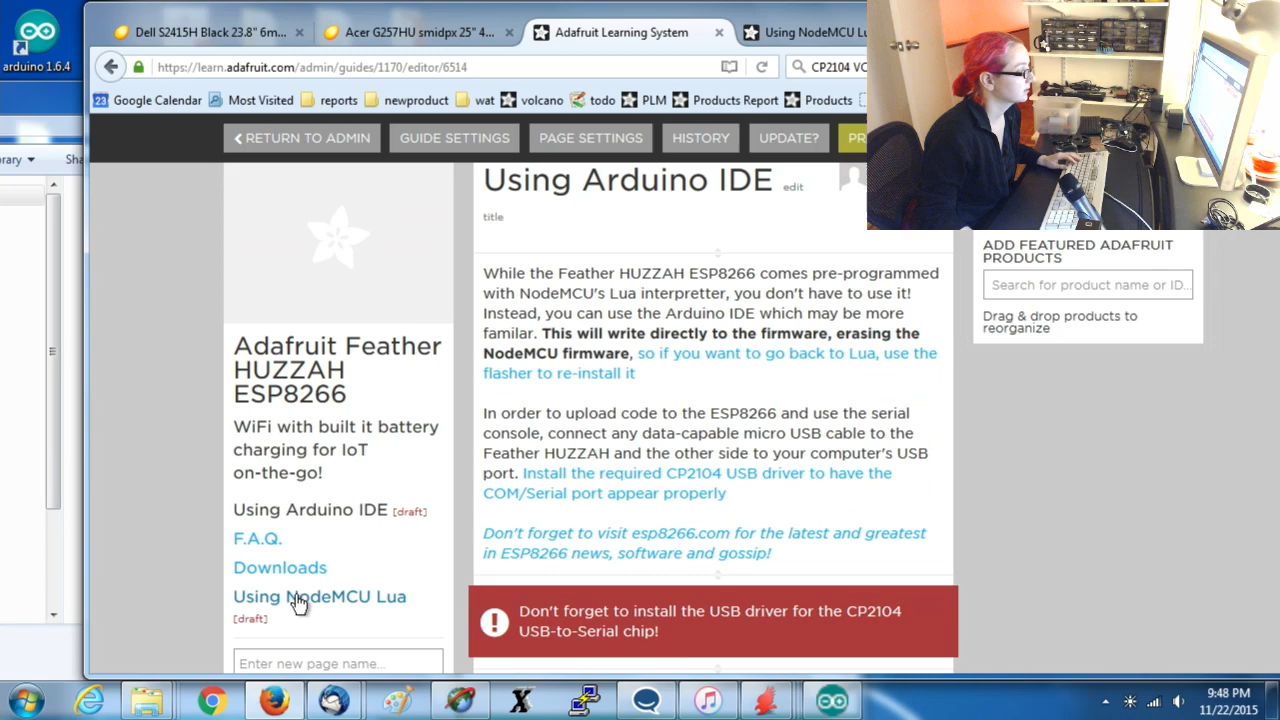 arduino 1.6.4
Dell S2415H Black 23.8" 6m...
Acer G257HU smidpx 25" 4...
Adafruit Learning System
Using NodeMCU Lu
https://learn.adafruit.com/admin/guides/1170/editor/6514
CP2104 VC
23 Google Calendar
Most Visited
reports
newproduct
wat
volcano
todo
PLM
Products Report
Products
RETURN TO ADMIN
GUIDE SETTINGS
PAGE SETTINGS
HISTORY
UPDATE?
PR
rary
Sha
Using Arduino IDE edit
title
While the Feather HUZZAH ESP8266 comes pre-programmed
with NodeMCU's Lua interpretter, you don't have to use it!
Instead, you can use the Arduino IDE which may be more
familar. This will write directly to the firmware, erasing the
NodeMCU firmware, so if you want to go back to Lua, use the
flasher to re-install it
In order to upload code to the ESP8266 and use the serial
console, connect any data-capable micro USB cable to the
Feather HUZZAH and the other side to your computer's USB
port. Install the required CP2104 USB driver to have the
COM/Serial port appear properly
Don't forget to visit esp8266.com for the latest and greatest
in ESP8266 news, software and gossip!
Don't forget to install the USB driver for the CP2104
USB-to-Serial chip!
Adafruit Feather
HUZZAH
ESP8266
WiFi with built it battery
charging for IoT
on-the-go!
Using Arduino IDE [draft]
F.A.Q.
Downloads
Using NodeMCU Lua
[draft]
Enter new page name...
ADD FEATURED ADAFRUIT
PRODUCTS
Search for product name or ID...
Drag & drop products to
reorganize
9:48 PM
11/22/2015